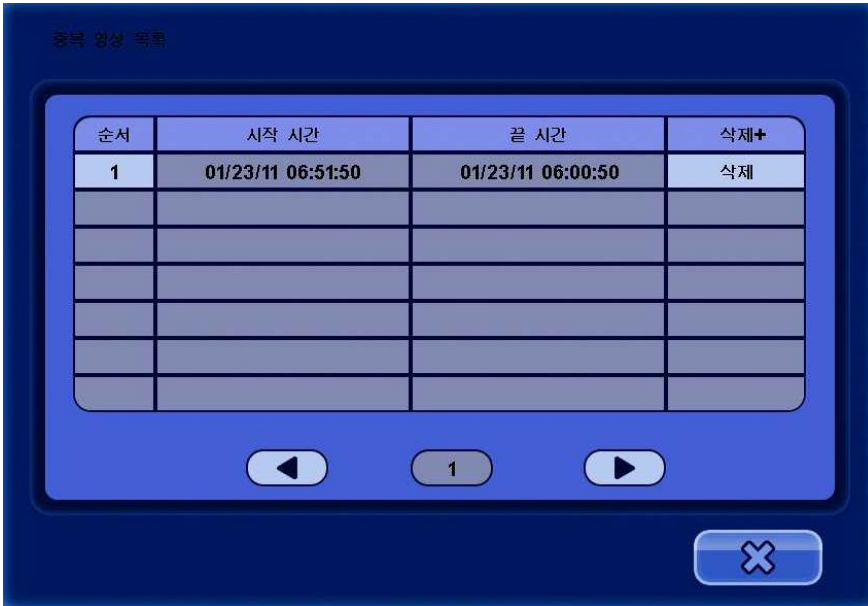 중복 영상 목록
순서 시작 시간 끝 시간 삭제+
1 01/23/11 06:51:50 01/23/11 06:00:50 삭제
1